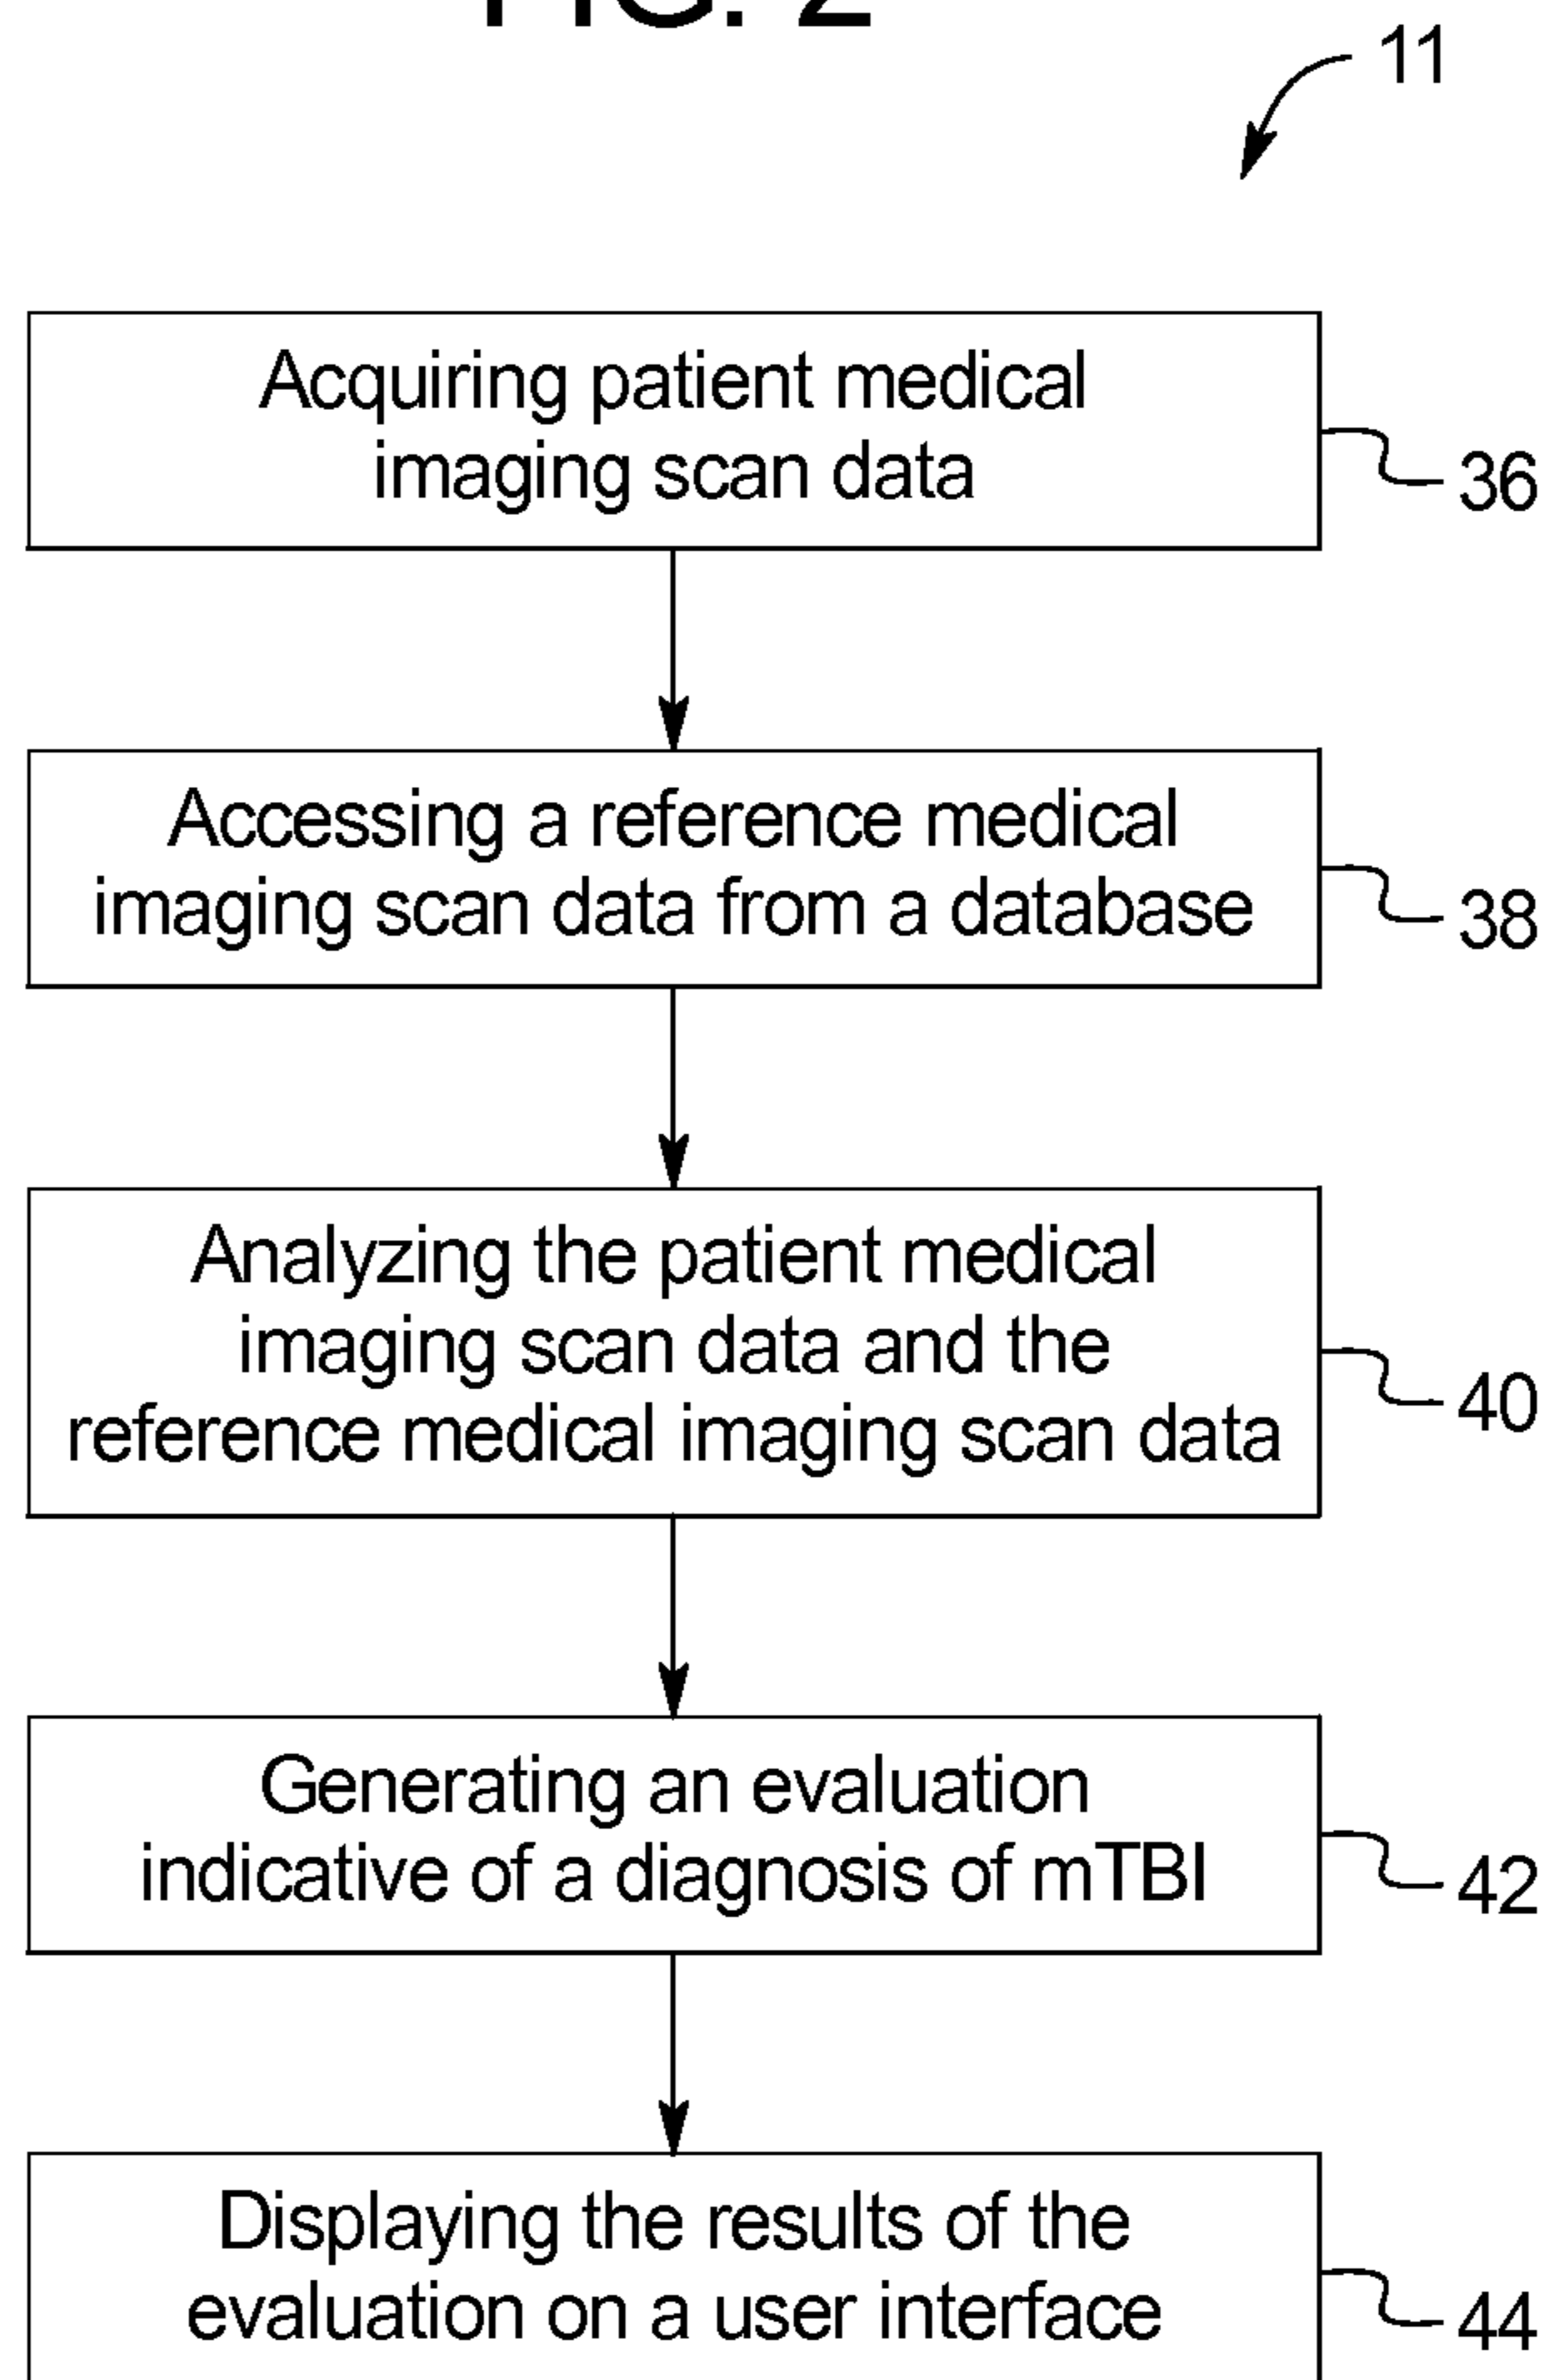 FIG. 2
11
Acquiring patient medical
imaging scan data
36
Accessing a reference medical
imaging scan data from a database
38
Analyzing the patient medical
imaging scan data and the
reference medical imaging scan data
40
Generating an evaluation
indicative of a diagnosis of mTBI
42
Displaying the results of the
evaluation on a user interface
44